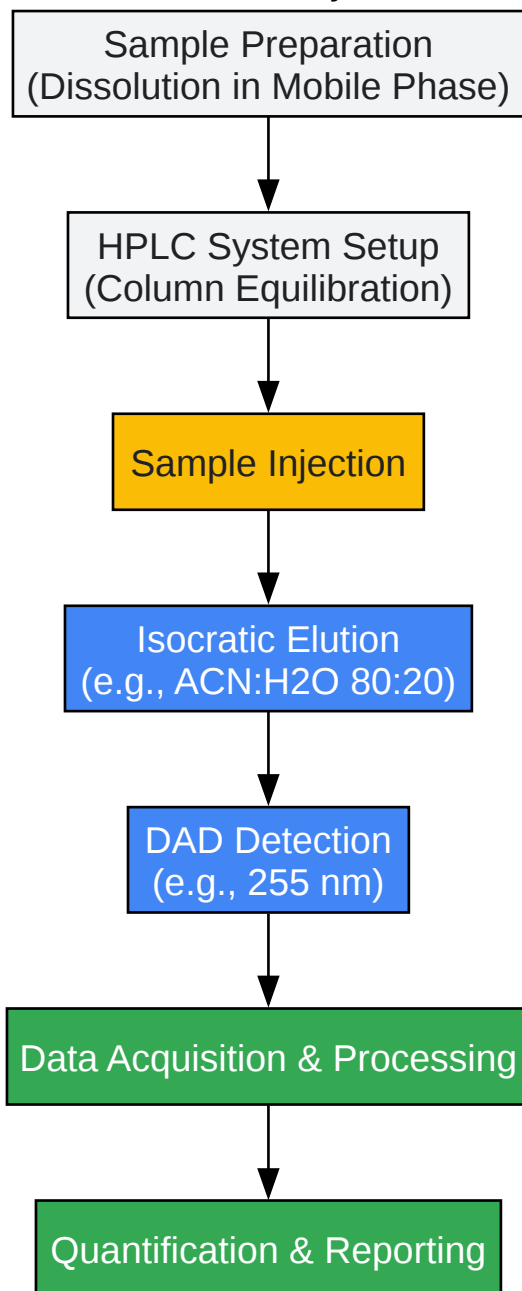 Sample Preparation
(Dissolution in Mobile Phase)
HPLC System Setup
(Column Equilibration)
Sample Injection
Isocratic Elution
(e.g., ACN:H2O 80:20)
DAD Detection
(e.g., 255 nm)
Data Acquisition & Processing
Quantification & Reporting